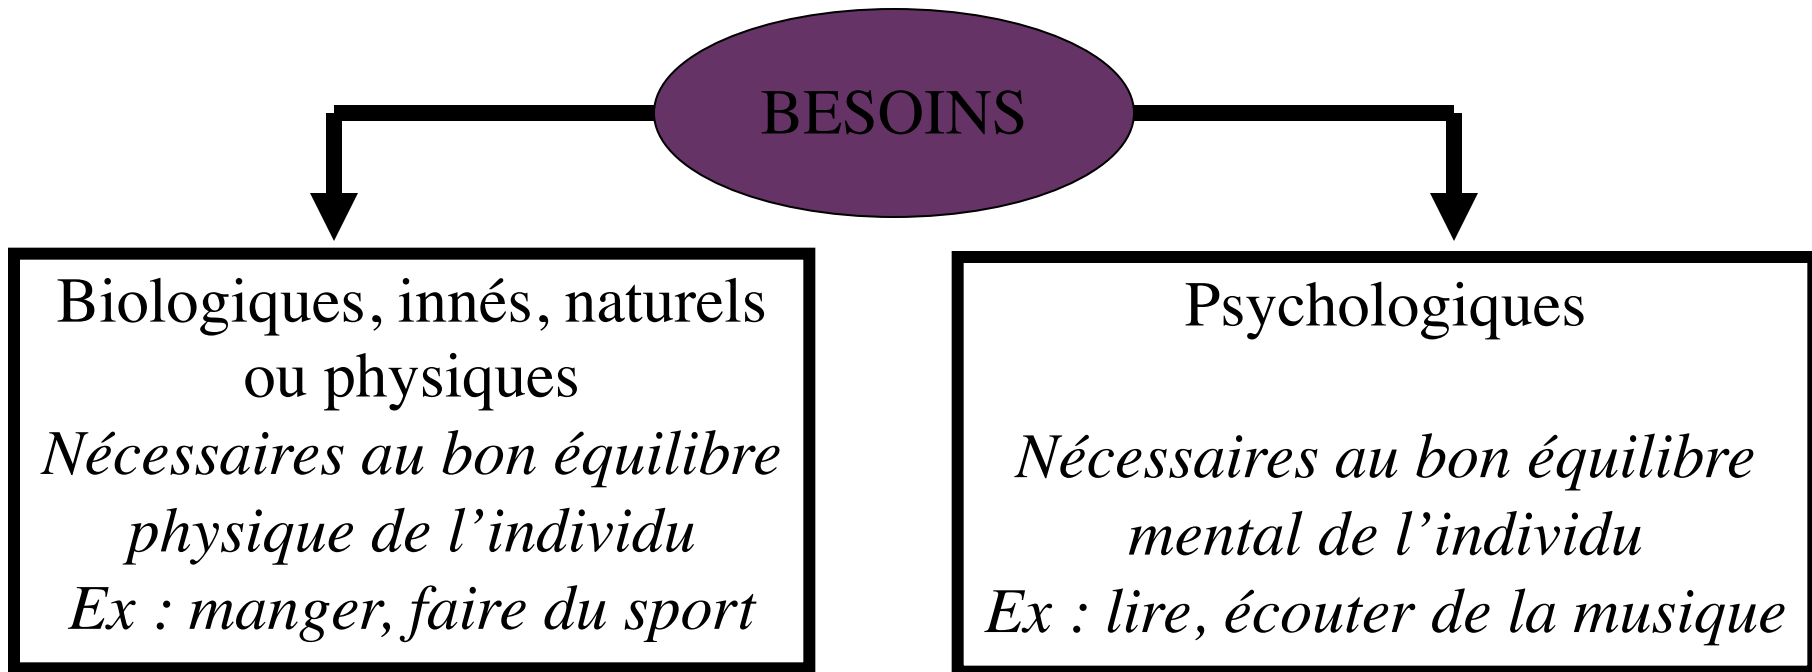 BESOINS
Biologiques, innés, naturels
ou physiques
Nécessaires au bon équilibre
physique de l’individu
Ex : manger, faire du sport
Psychologiques
Nécessaires au bon équilibre
mental de l’individu
Ex : lire, écouter de la musique